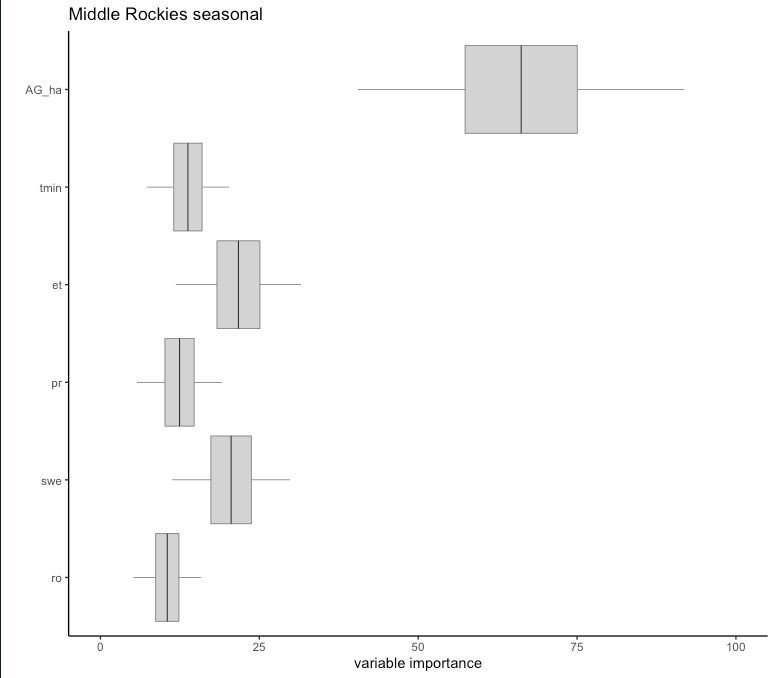 Middle Rockies seasonal
AG_ha
tmin
et
pr
swe
ro
0 25 50 75 100
variable importance